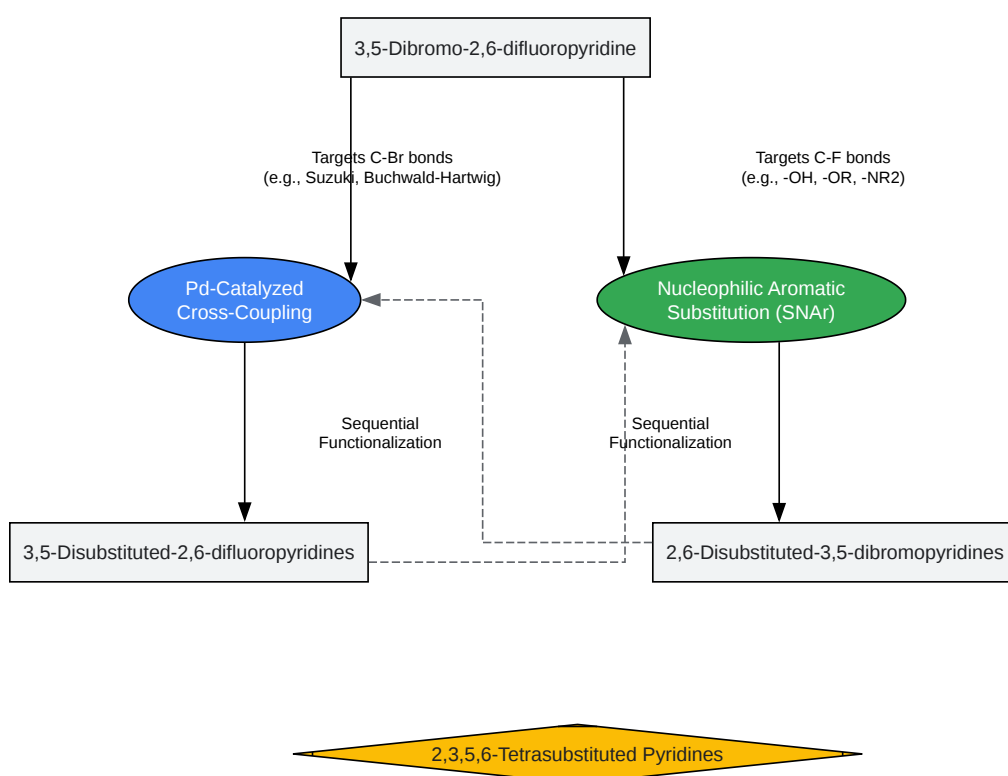 3,5-Dibromo-2,6-difluoropyridine
Targets C-Br bonds
(e.g., Suzuki, Buchwald-Hartwig)
Targets C-F bonds
(e.g., -OH, -OR, -NR2)
Pd-Catalyzed
Cross-Coupling
Nucleophilic Aromatic
Substitution (SNAr)
Sequential
Functionalization
Sequential
Functionalization
3,5-Disubstituted-2,6-difluoropyridines
2,6-Disubstituted-3,5-dibromopyridines
2,3,5,6-Tetrasubstituted Pyridines